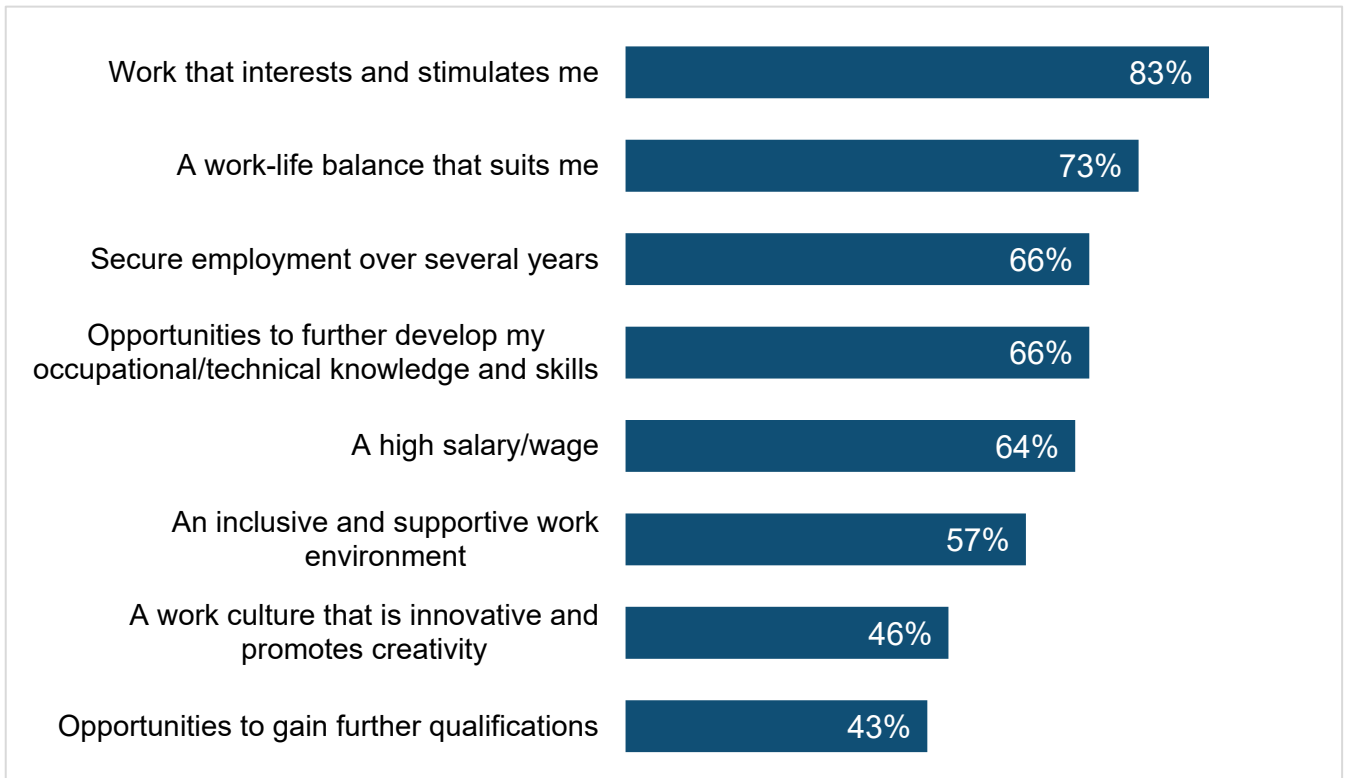 Work that interests and stimulates me
83%
A work-life balance that suits me
73%
Secure employment over several years
66%
Opportunities to further develop my
occupational/technical knowledge and skills
66%
A high salary/wage
64%
An inclusive and supportive work
environment
57%
A work culture that is innovative and
promotes creativity
46%
Opportunities to gain further qualifications
43%